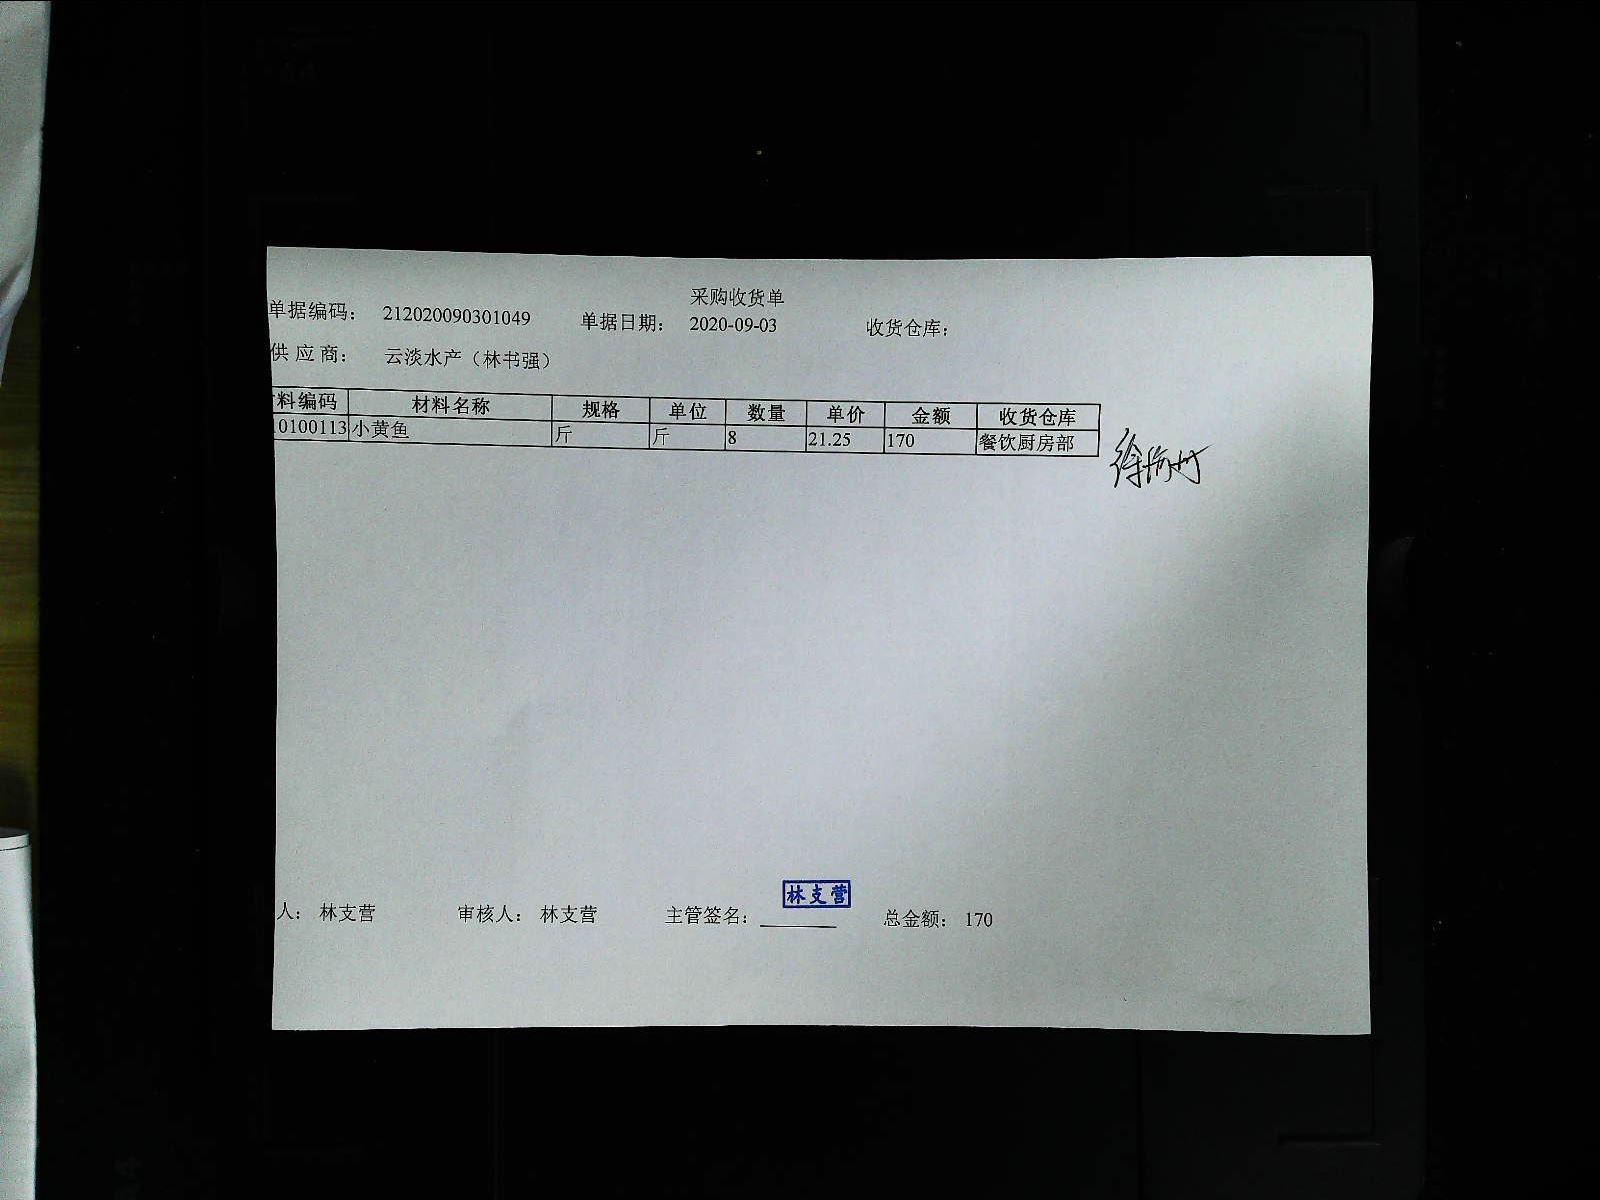 采购收货单
单据编码： 212020090301049 单据日期： 2020-09-03 收货仓库：
供 应 商： 云淡水产（林书强）
料编码 材料名称 规格 单位 数量 单价 金额 收货仓库
10100113 小黄鱼 斤 斤 8 21.25 170 餐饮厨房部
林支营
人： 林支营 审核人： 林支营 主管签名： 总金额： 170